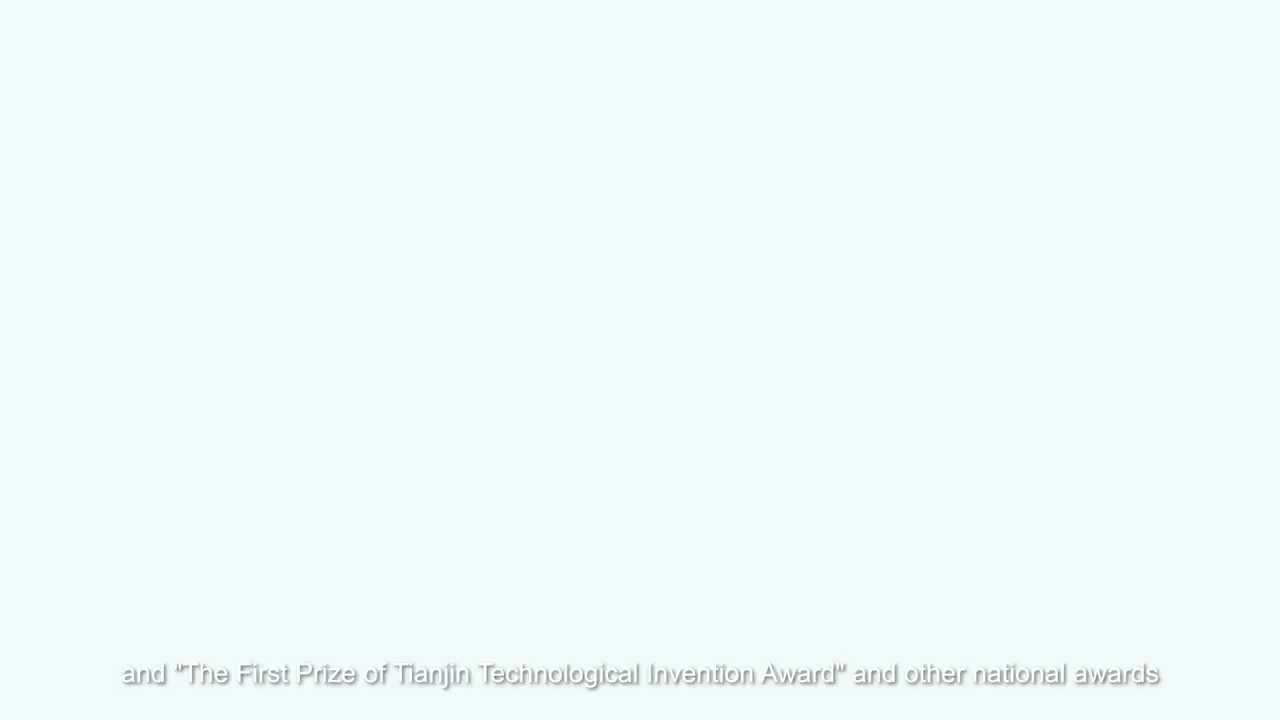 and "The First Prize of Tianjin Technological Invention Award" and other national awards